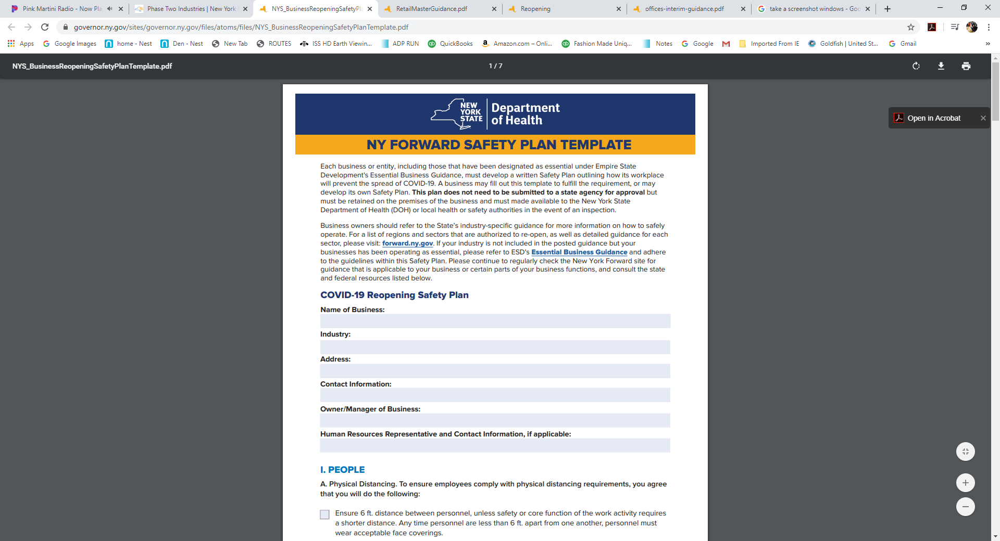 Pink Martini Radio - Now Pla
Phase Two Industries | New York
NYS_BusinessReopeningSafetyPla
RetailMasterGuidance.pdf
Reopening
offices-interim-guidance.pdf
take a screenshot windows - Goo
governor.ny.gov/sites/governor.ny.gov/files/atoms/files/NYS_BusinessReopeningSafetyPlanTemplate.pdf
Apps
Google Images
home - Nest
Den - Nest
New Tab
ROUTES
ISS HD Earth Viewin...
ADP RUN
QuickBooks
Amazon.com – Onli...
Fashion Made Uniq...
Notes
Google
Imported From IE
Goldfish | United St...
Gmail
»
NYS_BusinessReopeningSafetyPlanTemplate.pdf
1 / 7
Open in Acrobat
NEW
YORK
STATE
Department
of Health
NY FORWARD SAFETY PLAN TEMPLATE
Each business or entity, including those that have been designated as essential under Empire State
Development's Essential Business Guidance, must develop a written Safety Plan outlining how its workplace
will prevent the spread of COVID-19. A business may fill out this template to fulfill the requirement, or may
develop its own Safety Plan. This plan does not need to be submitted to a state agency for approval but
must be retained on the premises of the business and must made available to the New York State
Department of Health (DOH) or local health or safety authorities in the event of an inspection.
Business owners should refer to the State's industry-specific guidance for more information on how to safely
operate. For a list of regions and sectors that are authorized to re-open, as well as detailed guidance for each
sector, please visit: forward.ny.gov. If your industry is not included in the posted guidance but your
businesses has been operating as essential, please refer to ESD's Essential Business Guidance and adhere
to the guidelines within this Safety Plan. Please continue to regularly check the New York Forward site for
guidance that is applicable to your business or certain parts of your business functions, and consult the state
and federal resources listed below.
COVID-19 Reopening Safety Plan
Name of Business:
Industry:
Address:
Contact Information:
Owner/Manager of Business:
Human Resources Representative and Contact Information, if applicable:
I. PEOPLE
A. Physical Distancing. To ensure employees comply with physical distancing requirements, you agree
that you will do the following:
Ensure 6 ft. distance between personnel, unless safety or core function of the work activity requires
a shorter distance. Any time personnel are less than 6 ft. apart from one another, personnel must
wear acceptable face coverings.